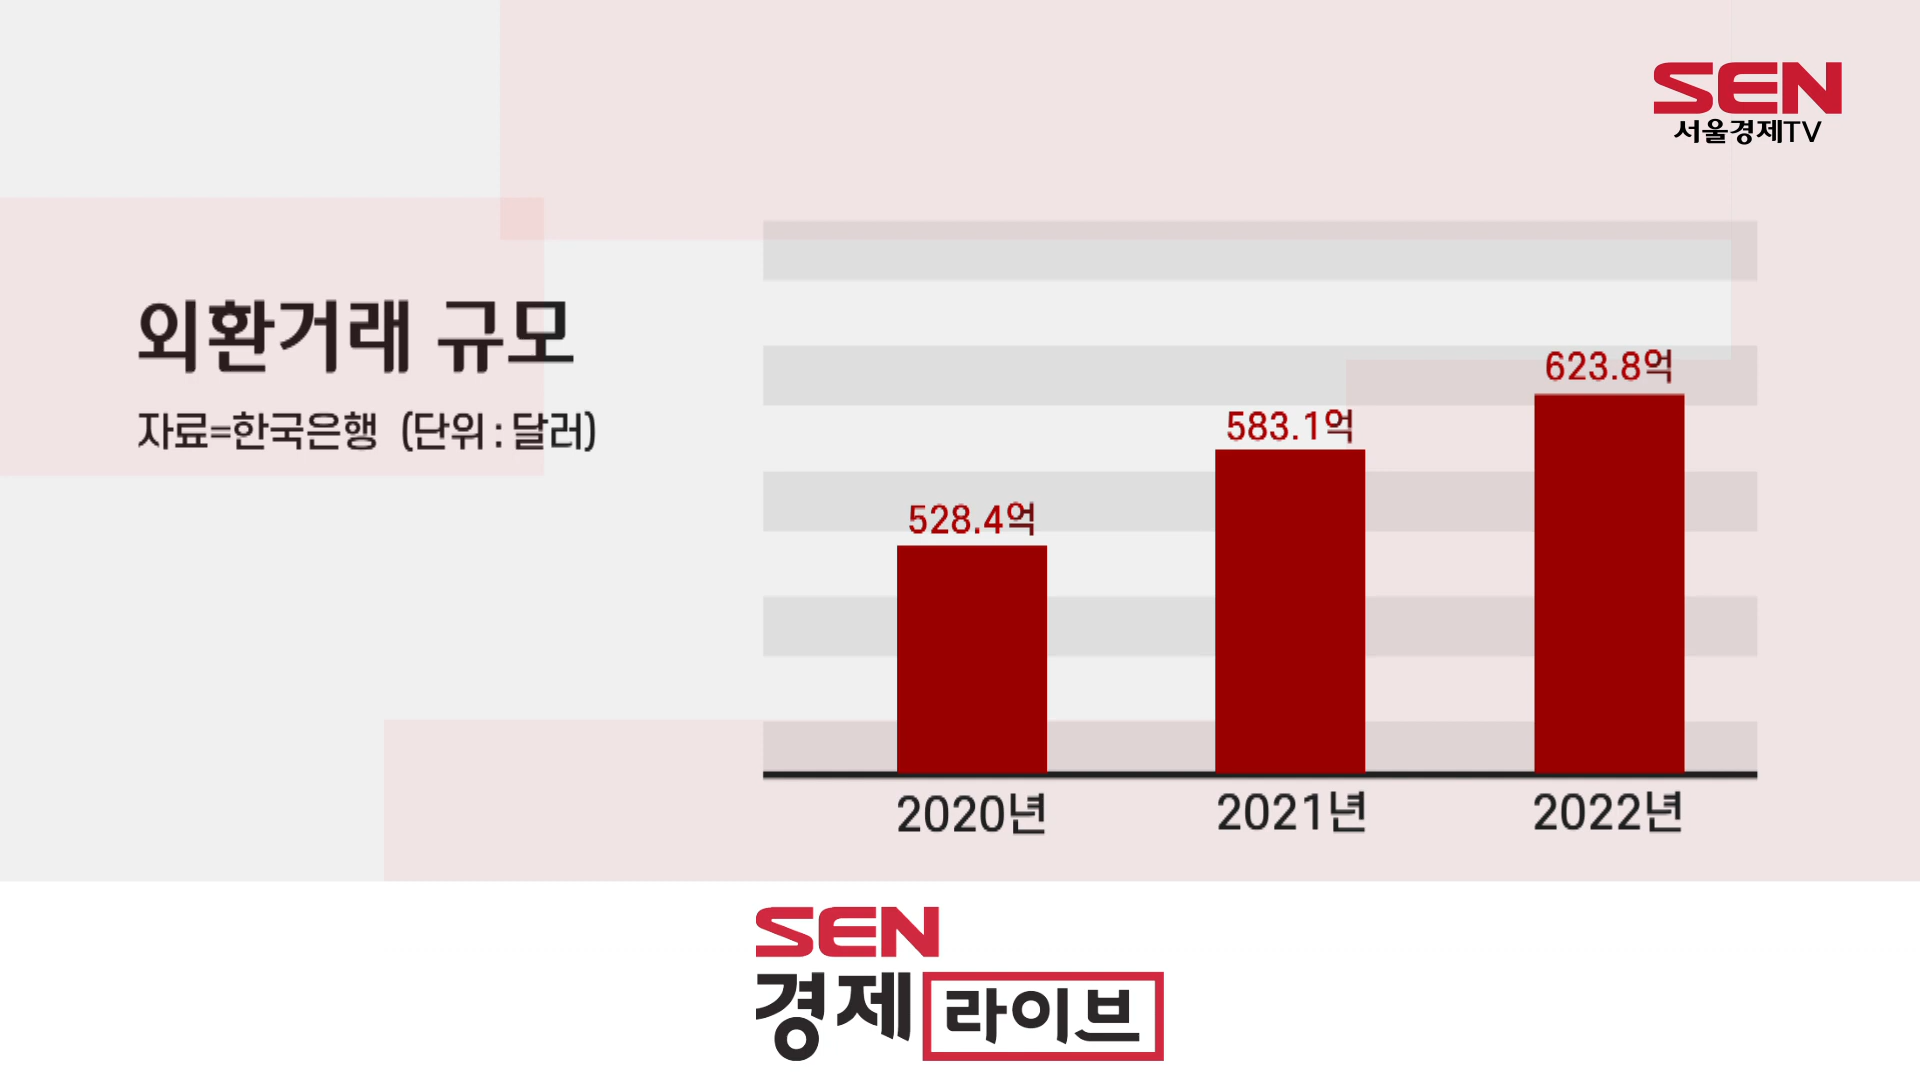 SEN
서울경제TV
외환거래 규모
자료=한국은행 (단위 : 달러)
528.4억
583.1억
623.8억
2020년
2021년
2022년
SEN
경제 라이브